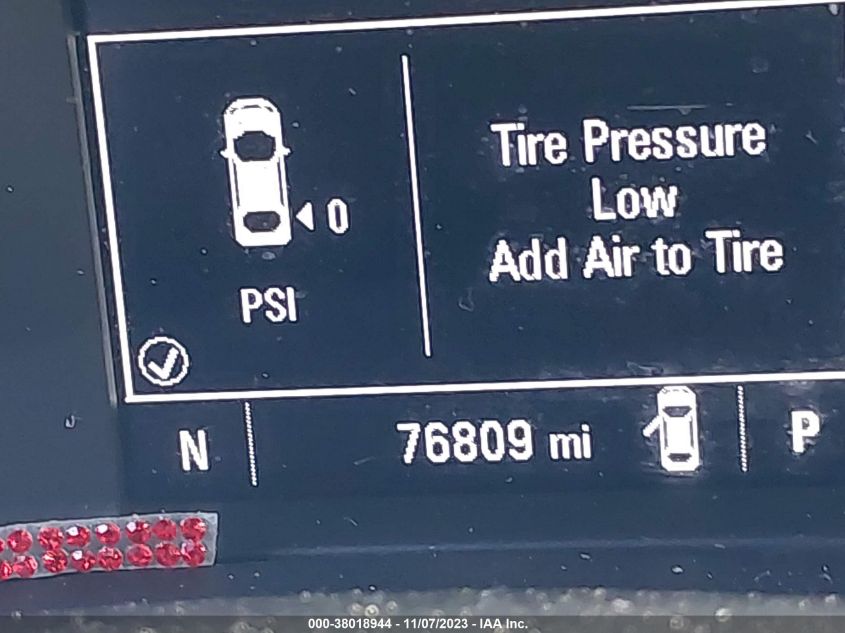 Tire Pressure
Low
Add Air to Tire
0
PSI
N 76809 mi P
000-38018944 - 11/07/2023 - IAA Inc.